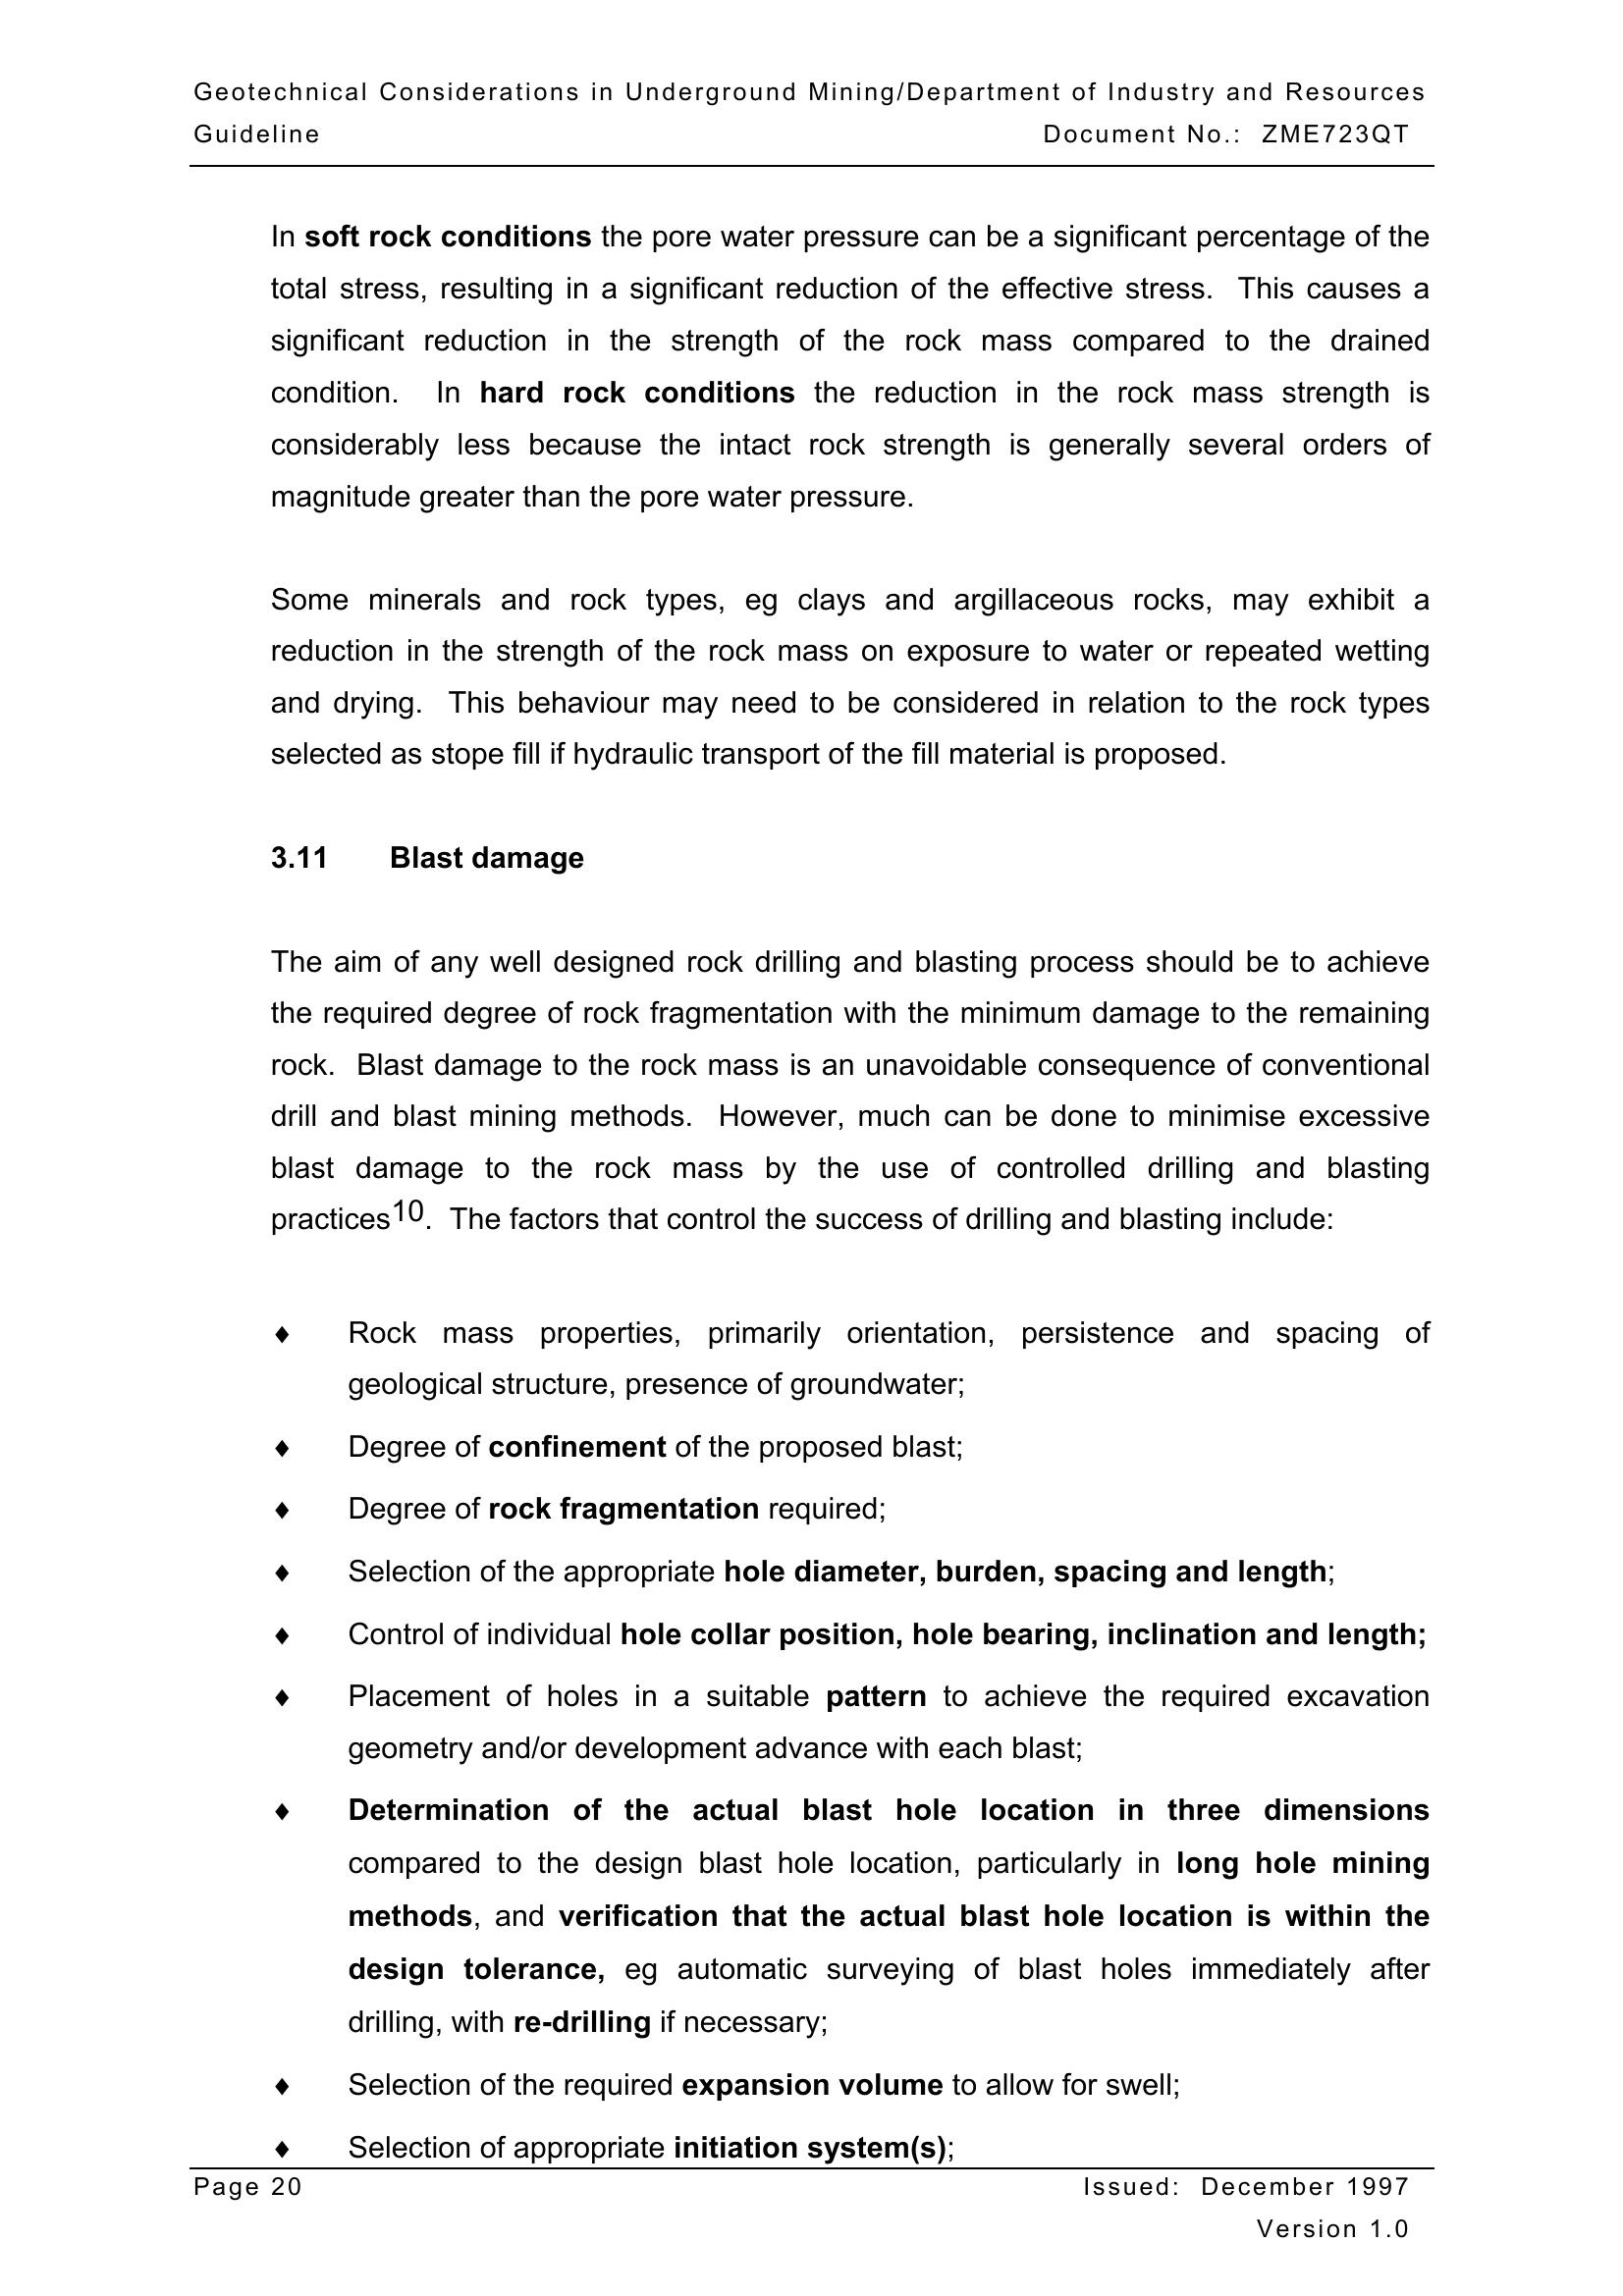 Geotechnical Considerations in Underground Mining/Department of Industry and Resources
Guideline Document No.: ZME723QT
In soft rock conditions the pore water pressure can be a significant percentage of the
total stress, resulting in a significant reduction of the effective stress. This causes a
significant reduction in the strength of the rock mass compared to the drained
condition. In hard rock conditions the reduction in the rock mass strength is
considerably less because the intact rock strength is generally several orders of
magnitude greater than the pore water pressure.
Some minerals and rock types, eg clays and argillaceous rocks, may exhibit a
reduction in the strength of the rock mass on exposure to water or repeated wetting
and drying. This behaviour may need to be considered in relation to the rock types
selected as stope fill if hydraulic transport of the fill material is proposed.
3.11 Blast damage
The aim of any well designed rock drilling and blasting process should be to achieve
the required degree of rock fragmentation with the minimum damage to the remaining
rock. Blast damage to the rock mass is an unavoidable consequence of conventional
drill and blast mining methods. However, much can be done to minimise excessive
blast damage to the rock mass by the use of controlled drilling and blasting
practices10. The factors that control the success of drilling and blasting include:
♦ Rock mass properties, primarily orientation, persistence and spacing of
geological structure, presence of groundwater;
♦ Degree of confinement of the proposed blast;
♦ Degree of rock fragmentation required;
♦ Selection of the appropriate hole diameter, burden, spacing and length;
♦ Control of individual hole collar position, hole bearing, inclination and length;
♦ Placement of holes in a suitable pattern to achieve the required excavation
geometry and/or development advance with each blast;
♦ Determination of the actual blast hole location in three dimensions
compared to the design blast hole location, particularly in long hole mining
methods, and verification that the actual blast hole location is within the
design tolerance, eg automatic surveying of blast holes immediately after
drilling, with re-drilling if necessary;
♦ Selection of the required expansion volume to allow for swell;
♦ Selection of appropriate initiation system(s);
Page 20 Issued: December 1997
Version 1.0